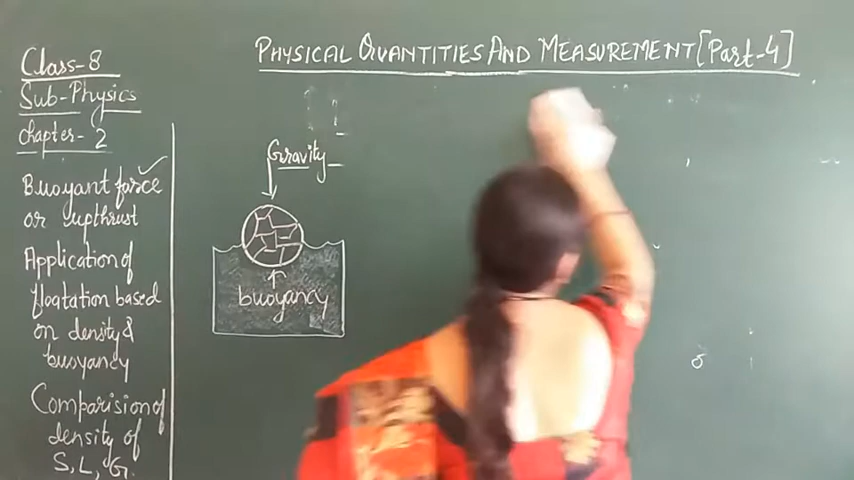 PHYSICAL QUANTITIES AND MEASUREMENT [Part-4]
Class-8
Sub-Physics
chapter-2
Buoyant force
or upthrust
Application of
floatation based
on density &
buoyancy
Comparision of
density of
S, L, G.
Gravity
buoyancy